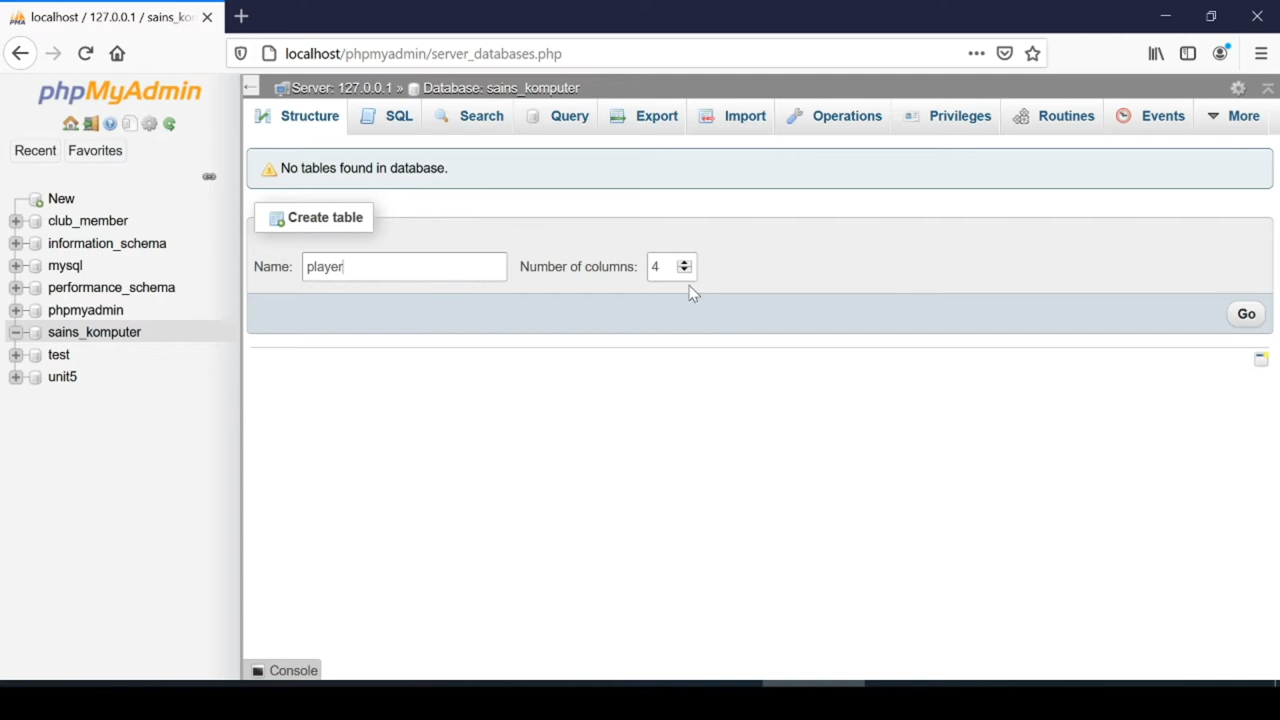 localhost / 127.0.0.1 / sains_ko
localhost/phpmyadmin/server_databases.php
phpMyAdmin
Recent Favorites
New
club_member
information_schema
mysql
performance_schema
phpmyadmin
sains_komputer
test
unit5
Server: 127.0.0.1 » Database: sains_komputer
Structure SQL Search Query Export Import Operations Privileges Routines Events More
No tables found in database.
Create table
Name: player Number of columns: 4
Go
Console